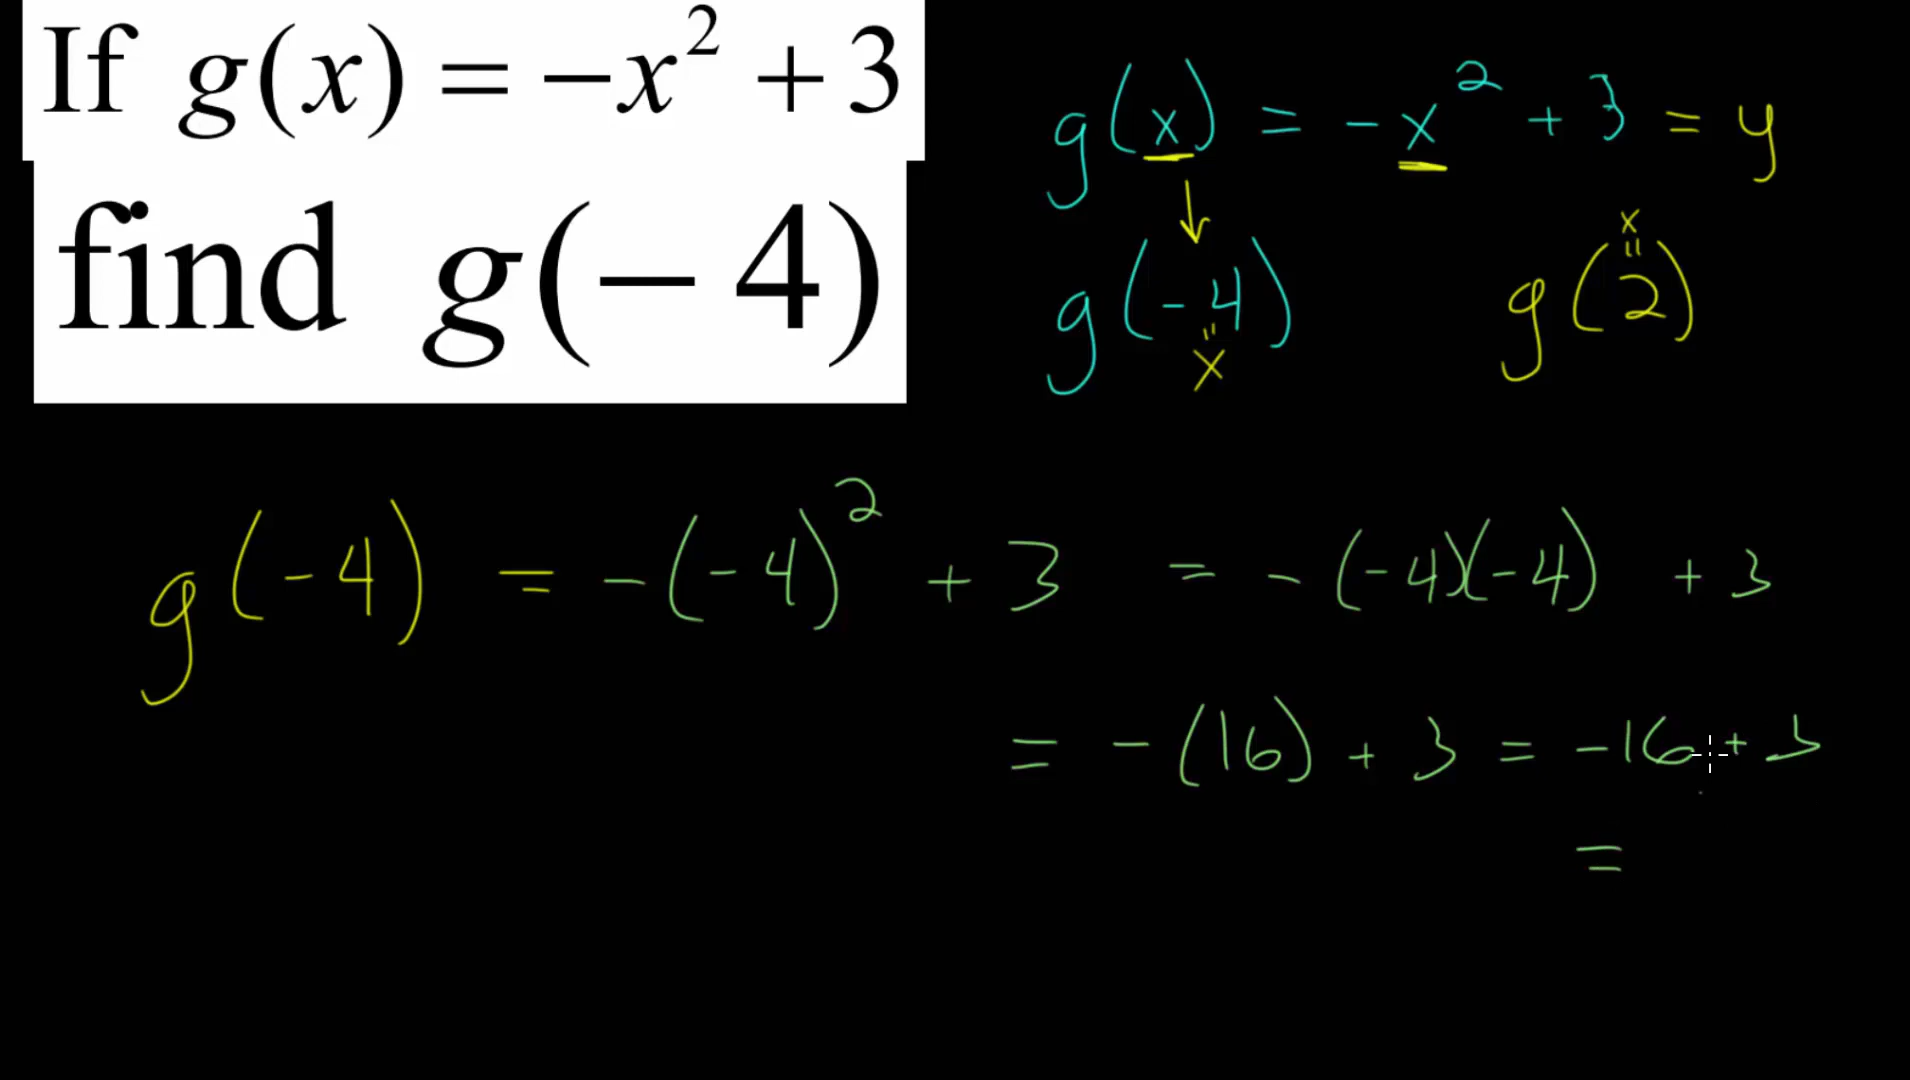 If g(x) = −x² + 3
find g(− 4)
g(x) = -x² + 3 = y
x
"
g(-4) g(2)
"
x
g(-4) = -(-4)² + 3 = -(-4)(-4) + 3
= -(16) + 3 = -16 + 3
=